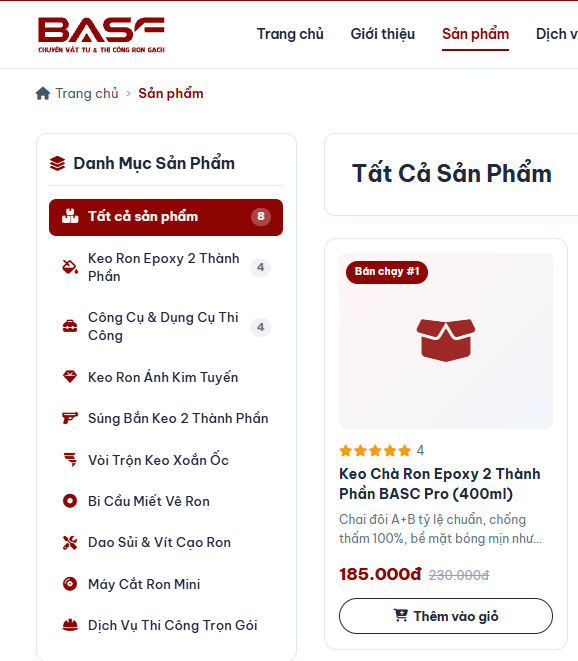 BASF
CHUYÊN VẬT TƯ & THI CÔNG RON GẠCH
Trang chủ Giới thiệu Sản phẩm Dịch v
Trang chủ > Sản phẩm
Danh Mục Sản Phẩm
Tất cả sản phẩm 8
Keo Ron Epoxy 2 Thành
Phần 4
Công Cụ & Dụng Cụ Thi
Công 4
Keo Ron Ánh Kim Tuyến
Súng Bắn Keo 2 Thành Phần
Vòi Trộn Keo Xoắn Ốc
Bi Cầu Miết Vê Ron
Dao Sủi & Vít Cạo Ron
Máy Cắt Ron Mini
Dịch Vụ Thi Công Trọn Gói
Tất Cả Sản Phẩm
Bán chạy #1
4
Keo Chà Ron Epoxy 2 Thành
Phần BASC Pro (400ml)
Chai đôi A+B tỷ lệ chuẩn, chống
thấm 100%, bề mặt bóng mịn như...
185.000đ 230.000đ
Thêm vào giỏ